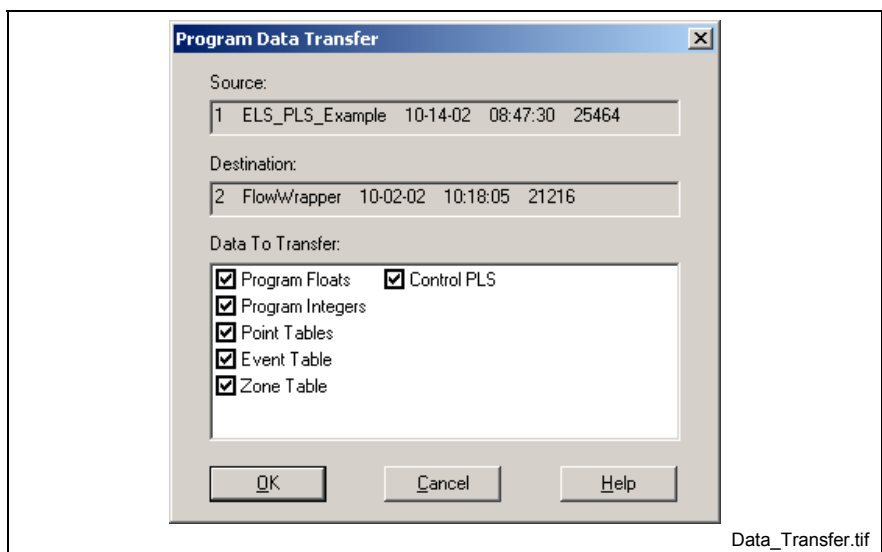 Program Data Transfer
Source:
1 ELS_PLS_Example 10-14-02 08:47:30 25464
Destination:
2 FlowWrapper 10-02-02 10:18:05 21216
Data To Transfer:
Program Floats Control PLS
Program Integers
Point Tables
Event Table
Zone Table
OK Cancel Help
Data_Transfer.tif